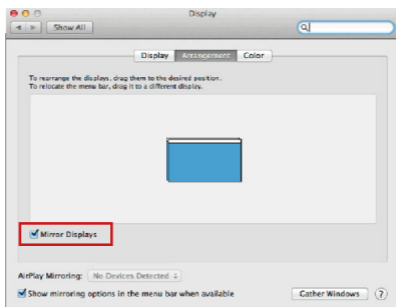 Display
Show All
Display Arrangement Color
To rearrange the displays, drag them to the desired position.
To relocate the menu bar, drag it to a different display.
Mirror Displays
AirPlay Mirroring: No Devices Detected
Show mirroring options in the menu bar when available
Gather Windows ?